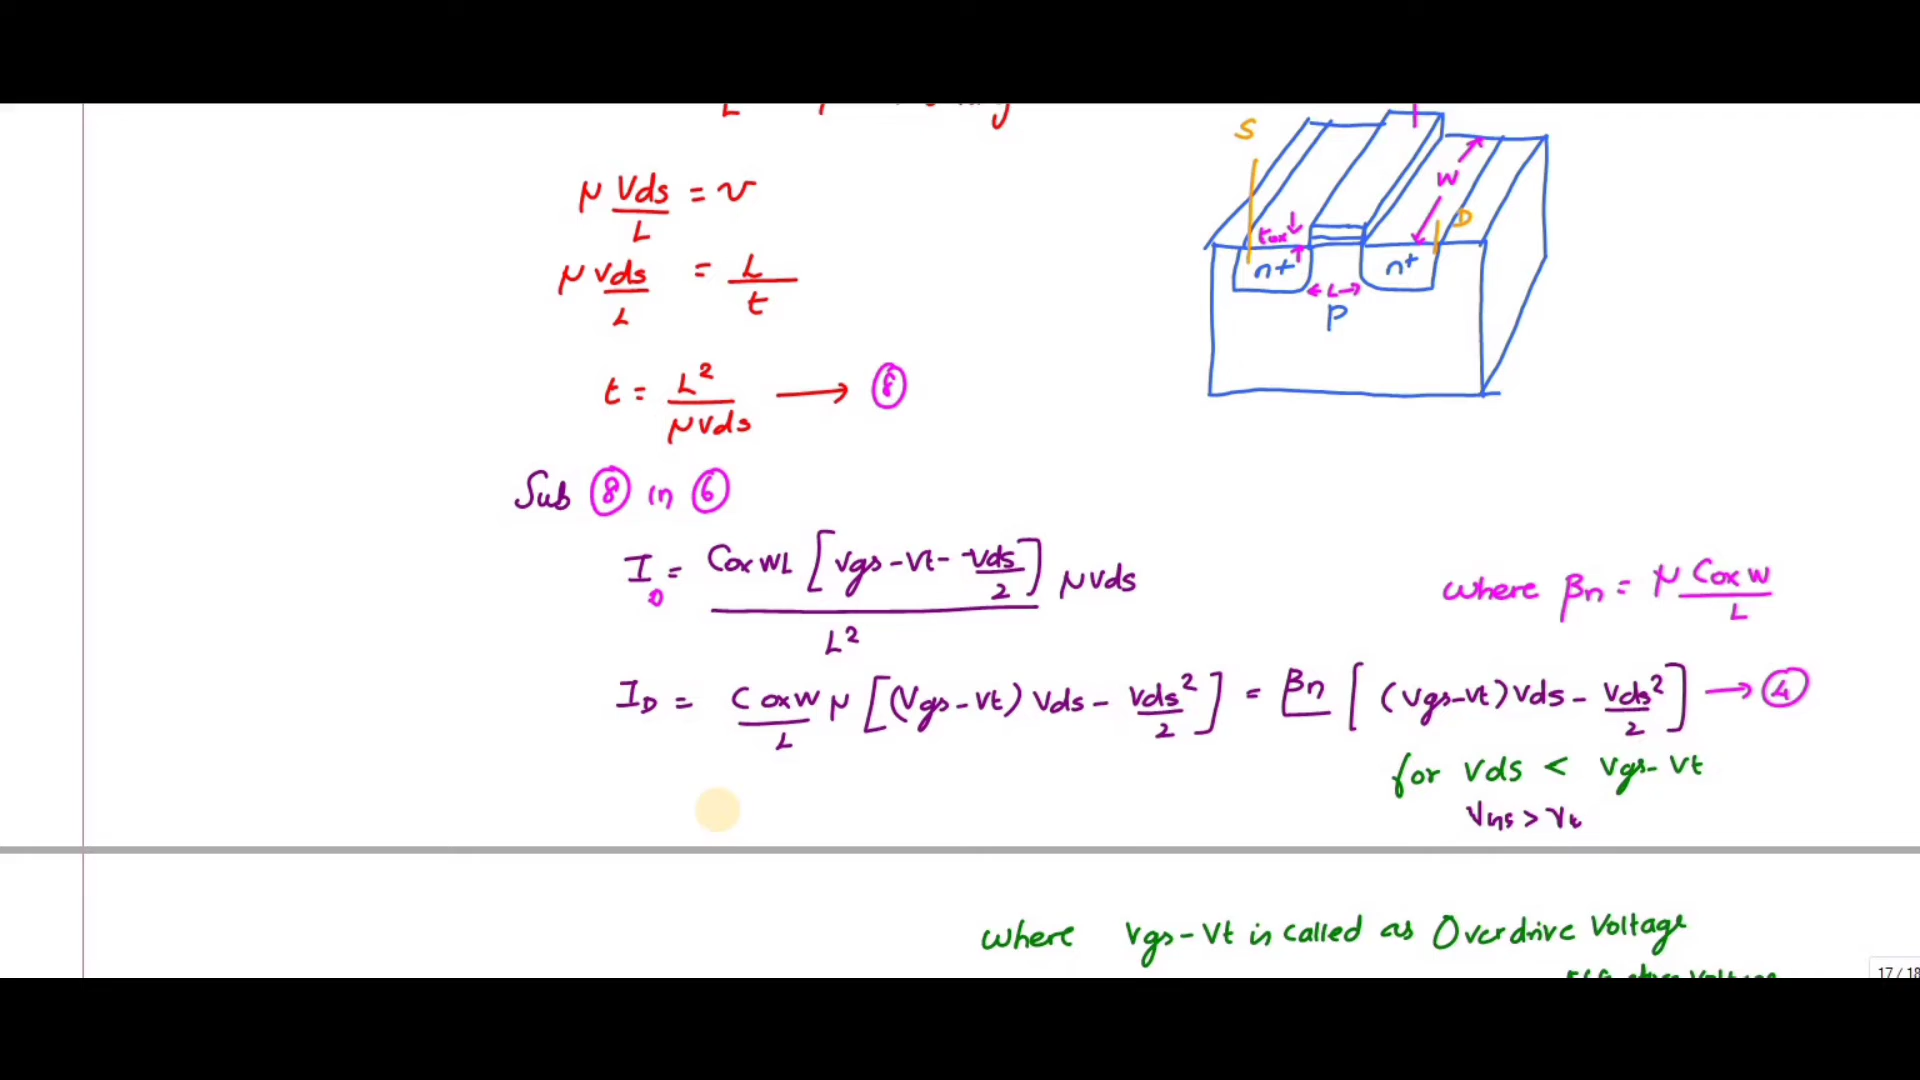 μ Vds/L = v
μ Vds/L = L/t
t = L²/μVds → ⑧
Sub ⑧ in ⑥
I_D = Cox WL [Vgs - Vt - Vds/2] / L² μVds
where βn = μ Cox W/L
I_D = Cox W/L μ [(Vgs - Vt) Vds - Vds²/2] = βn [(Vgs - Vt) Vds - Vds²/2] → ④
for Vds < Vgs - Vt
Vgs > Vt
where Vgs - Vt is called as Overdrive Voltage
17 / 18
S
W
D
tox
n+
n+
L
P